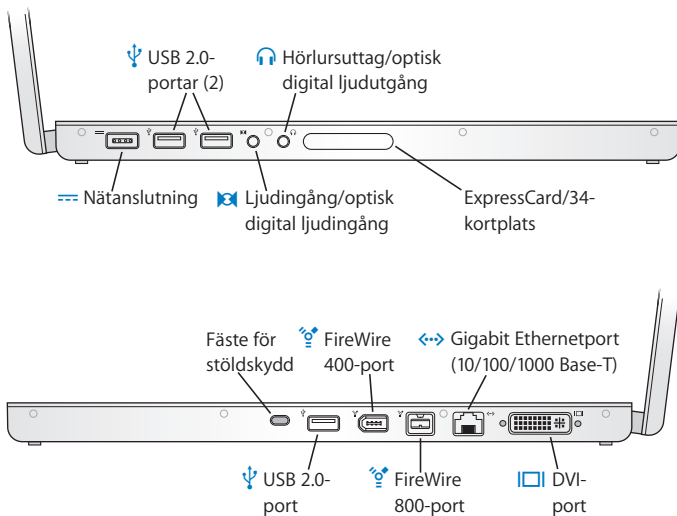 USB 2.0-
portar (2)
Hörlursuttag/optisk
digital ljudutgång
Nätanslutning
Ljudingång/optisk
digital ljudingång
ExpressCard/34-
kortplats
Fäste för
stöldskydd
FireWire
400-port
Gigabit Ethernetport
(10/100/1000 Base-T)
USB 2.0-
port
FireWire
800-port
DVI-
port